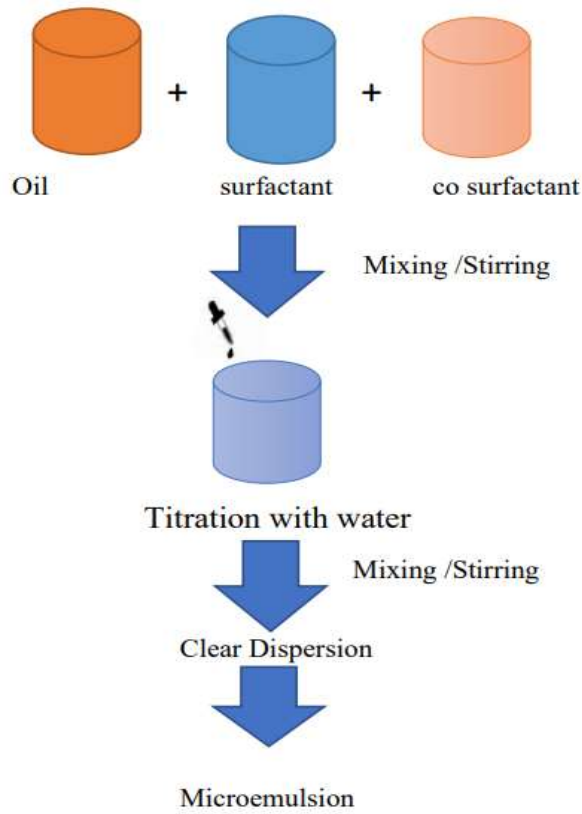 + +
Oil surfactant co surfactant
Mixing /Stirring
Titration with water
Mixing /Stirring
Clear Dispersion
Microemulsion